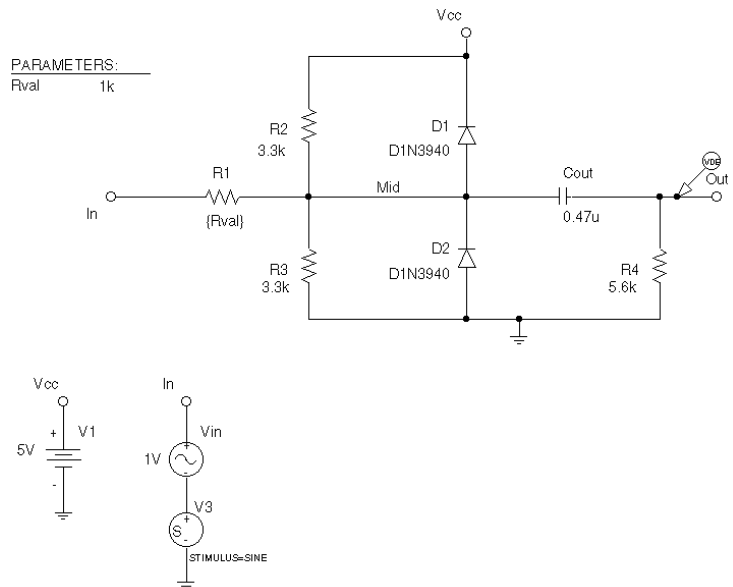 Vcc
PARAMETERS:
Rval 1k
R2
3.3k
D1
D1N3940
R1
{Rval}
In
Mid
Cout
0.47u
Out
R3
3.3k
D2
D1N3940
R4
5.6k
Vcc
+ V1
5V
-
In
Vin
+
1V
-
V3
+
S
-
STIMULUS=SINE